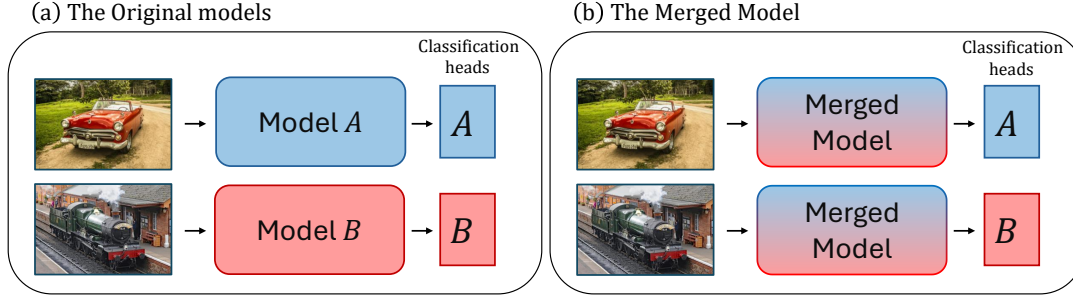 (a) The Original models
Classification
heads
Model A
A
Model B
B
(b) The Merged Model
Classification
heads
Merged
Model
A
Merged
Model
B